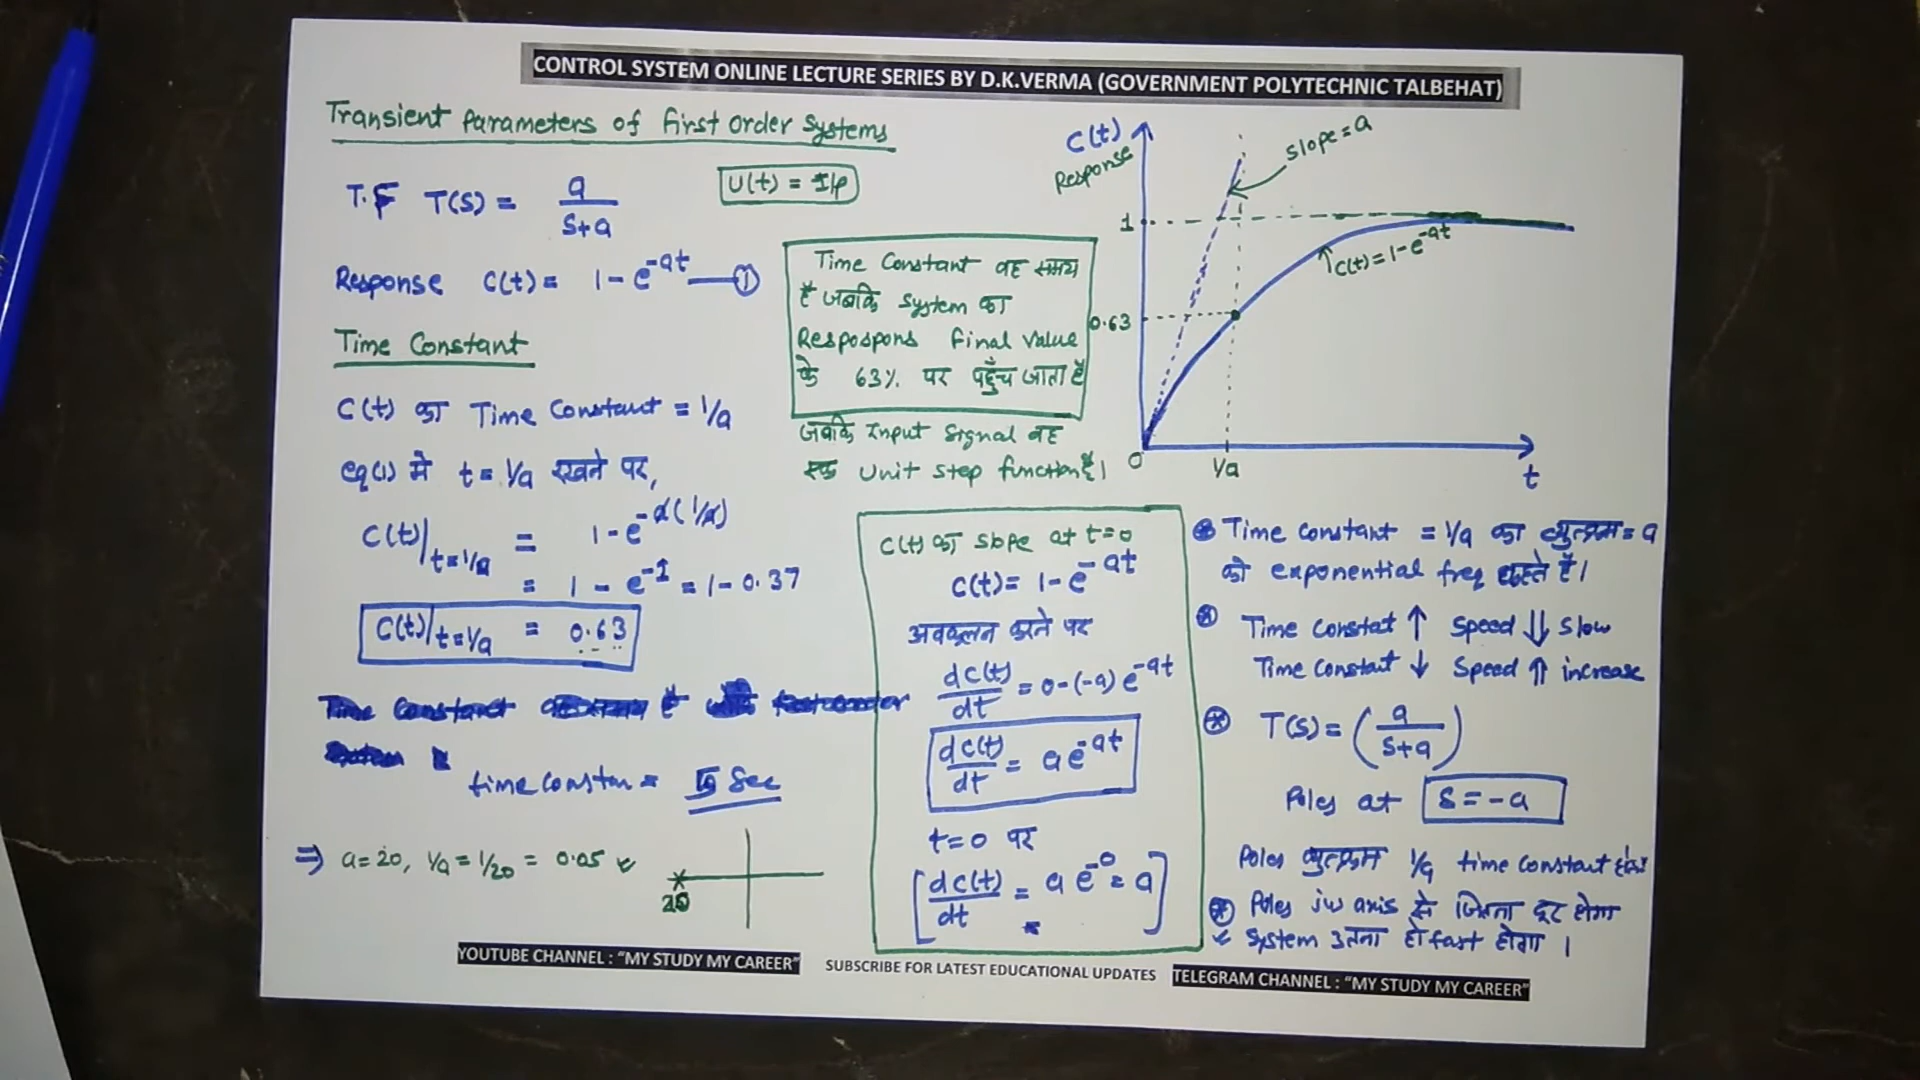 CONTROL SYSTEM ONLINE LECTURE SERIES BY D.K.VERMA (GOVERNMENT POLYTECHNIC TALBEHAT)
Transient Parameters of First Order Systems
T.F T(S) = a / S+a
U(t) = I/P
Response C(t) = 1 - e^-at —— ①
Time Constant
C(t) का Time Constant = 1/a
eq(1) मे t = 1/a रखने पर,
C(t)|t=1/a = 1 - e^-a(1/a)
= 1 - e^-1 = 1 - 0.37
C(t)|t=1/a = 0.63
Time Constant
time constan = Sec
⇒ a=20, 1/a = 1/20 = 0.05
20
Time Constant वह समय
है जबकि System का
Respospons final value
के 63% पर पहुँच जाता है
जबकि Input Signal वह
एक Unit step function है।
C(t) का slope at t=0
C(t) = 1 - e^-at
अवकलन करने पर
dc(t)/dt = 0-(-a) e^-at
dc(t)/dt = a e^-at
t=0 पर
[dc(t)/dt = a e^-0 = a]
C(t)
Response
slope = a
1
C(t) = 1 - e^-at
0.63
0
1/a
t
Time constant = 1/a का व्युत्क्रम = a
को exponential freq कहते हैं।
Time Constat ↑ Speed ↓↓ Slow
Time Constant ↓ Speed ⇑ increase
T(S) = (a / S+a)
Poles at S = -a
Poles व्युत्क्रम 1/a time constant
Poles jw axis से जितना दूर होगा
System उतना ही fast होगा ।
YOUTUBE CHANNEL : "MY STUDY MY CAREER"
SUBSCRIBE FOR LATEST EDUCATIONAL UPDATES
TELEGRAM CHANNEL : "MY STUDY MY CAREER"